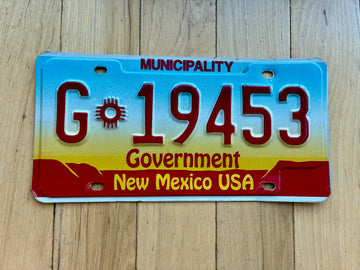 MUNICIPALITY
G 19453
Government
New Mexico USA